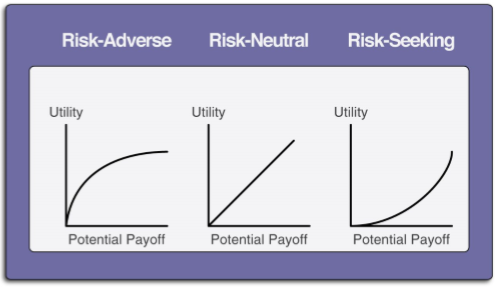 Risk-Adverse Risk-Neutral Risk-Seeking
Utility Utility Utility
Potential Payoff Potential Payoff Potential Payoff